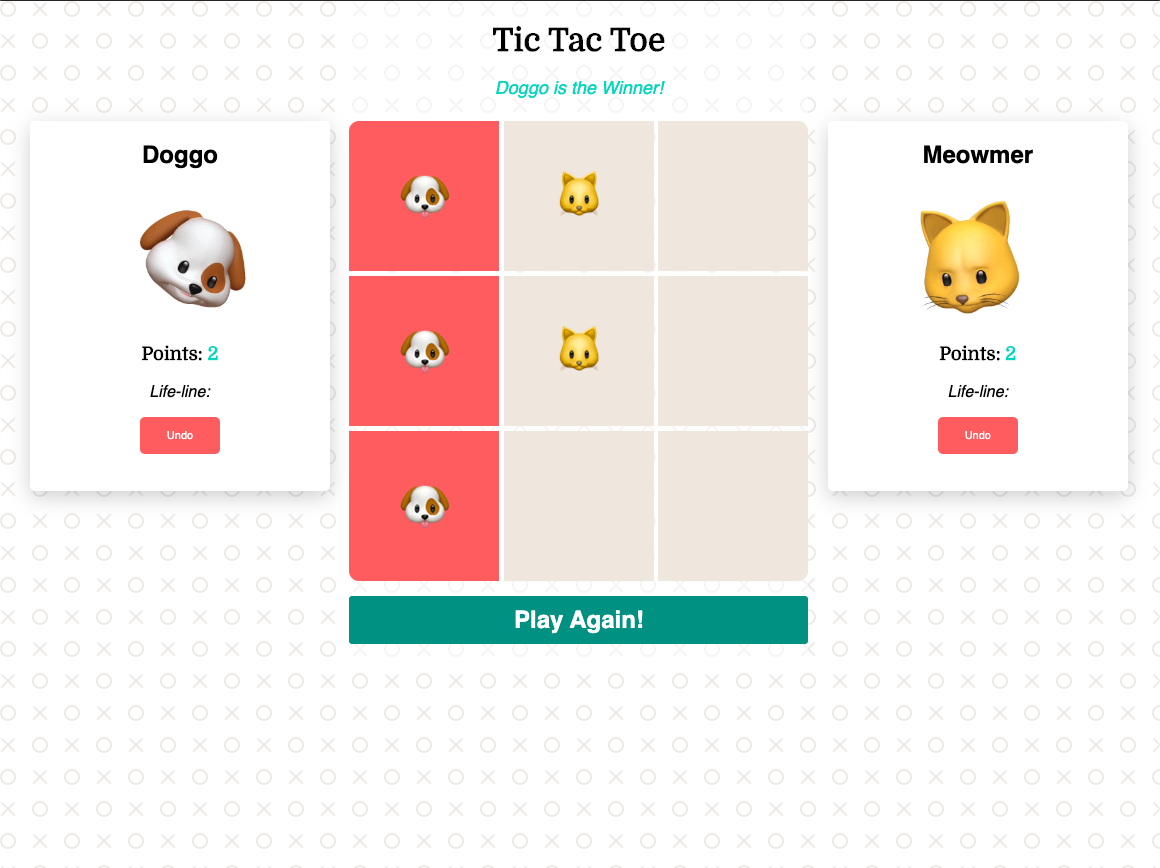 Tic Tac Toe
Doggo is the Winner!
Doggo
Points: 2
Life-line:
Undo
Meowmer
Points: 2
Life-line:
Undo
Play Again!